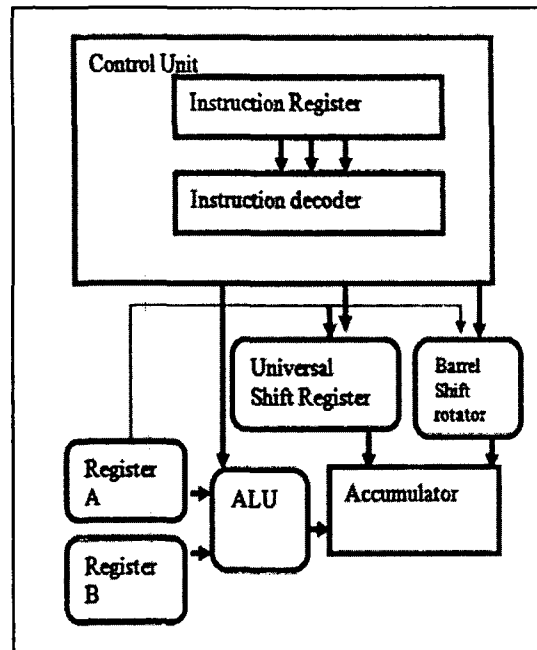 Control Unit
Instruction Register
Instruction decoder
Universal
Shift Register
Barrel
Shift
rotator
Register
A
ALU
Accumulator
Register
B